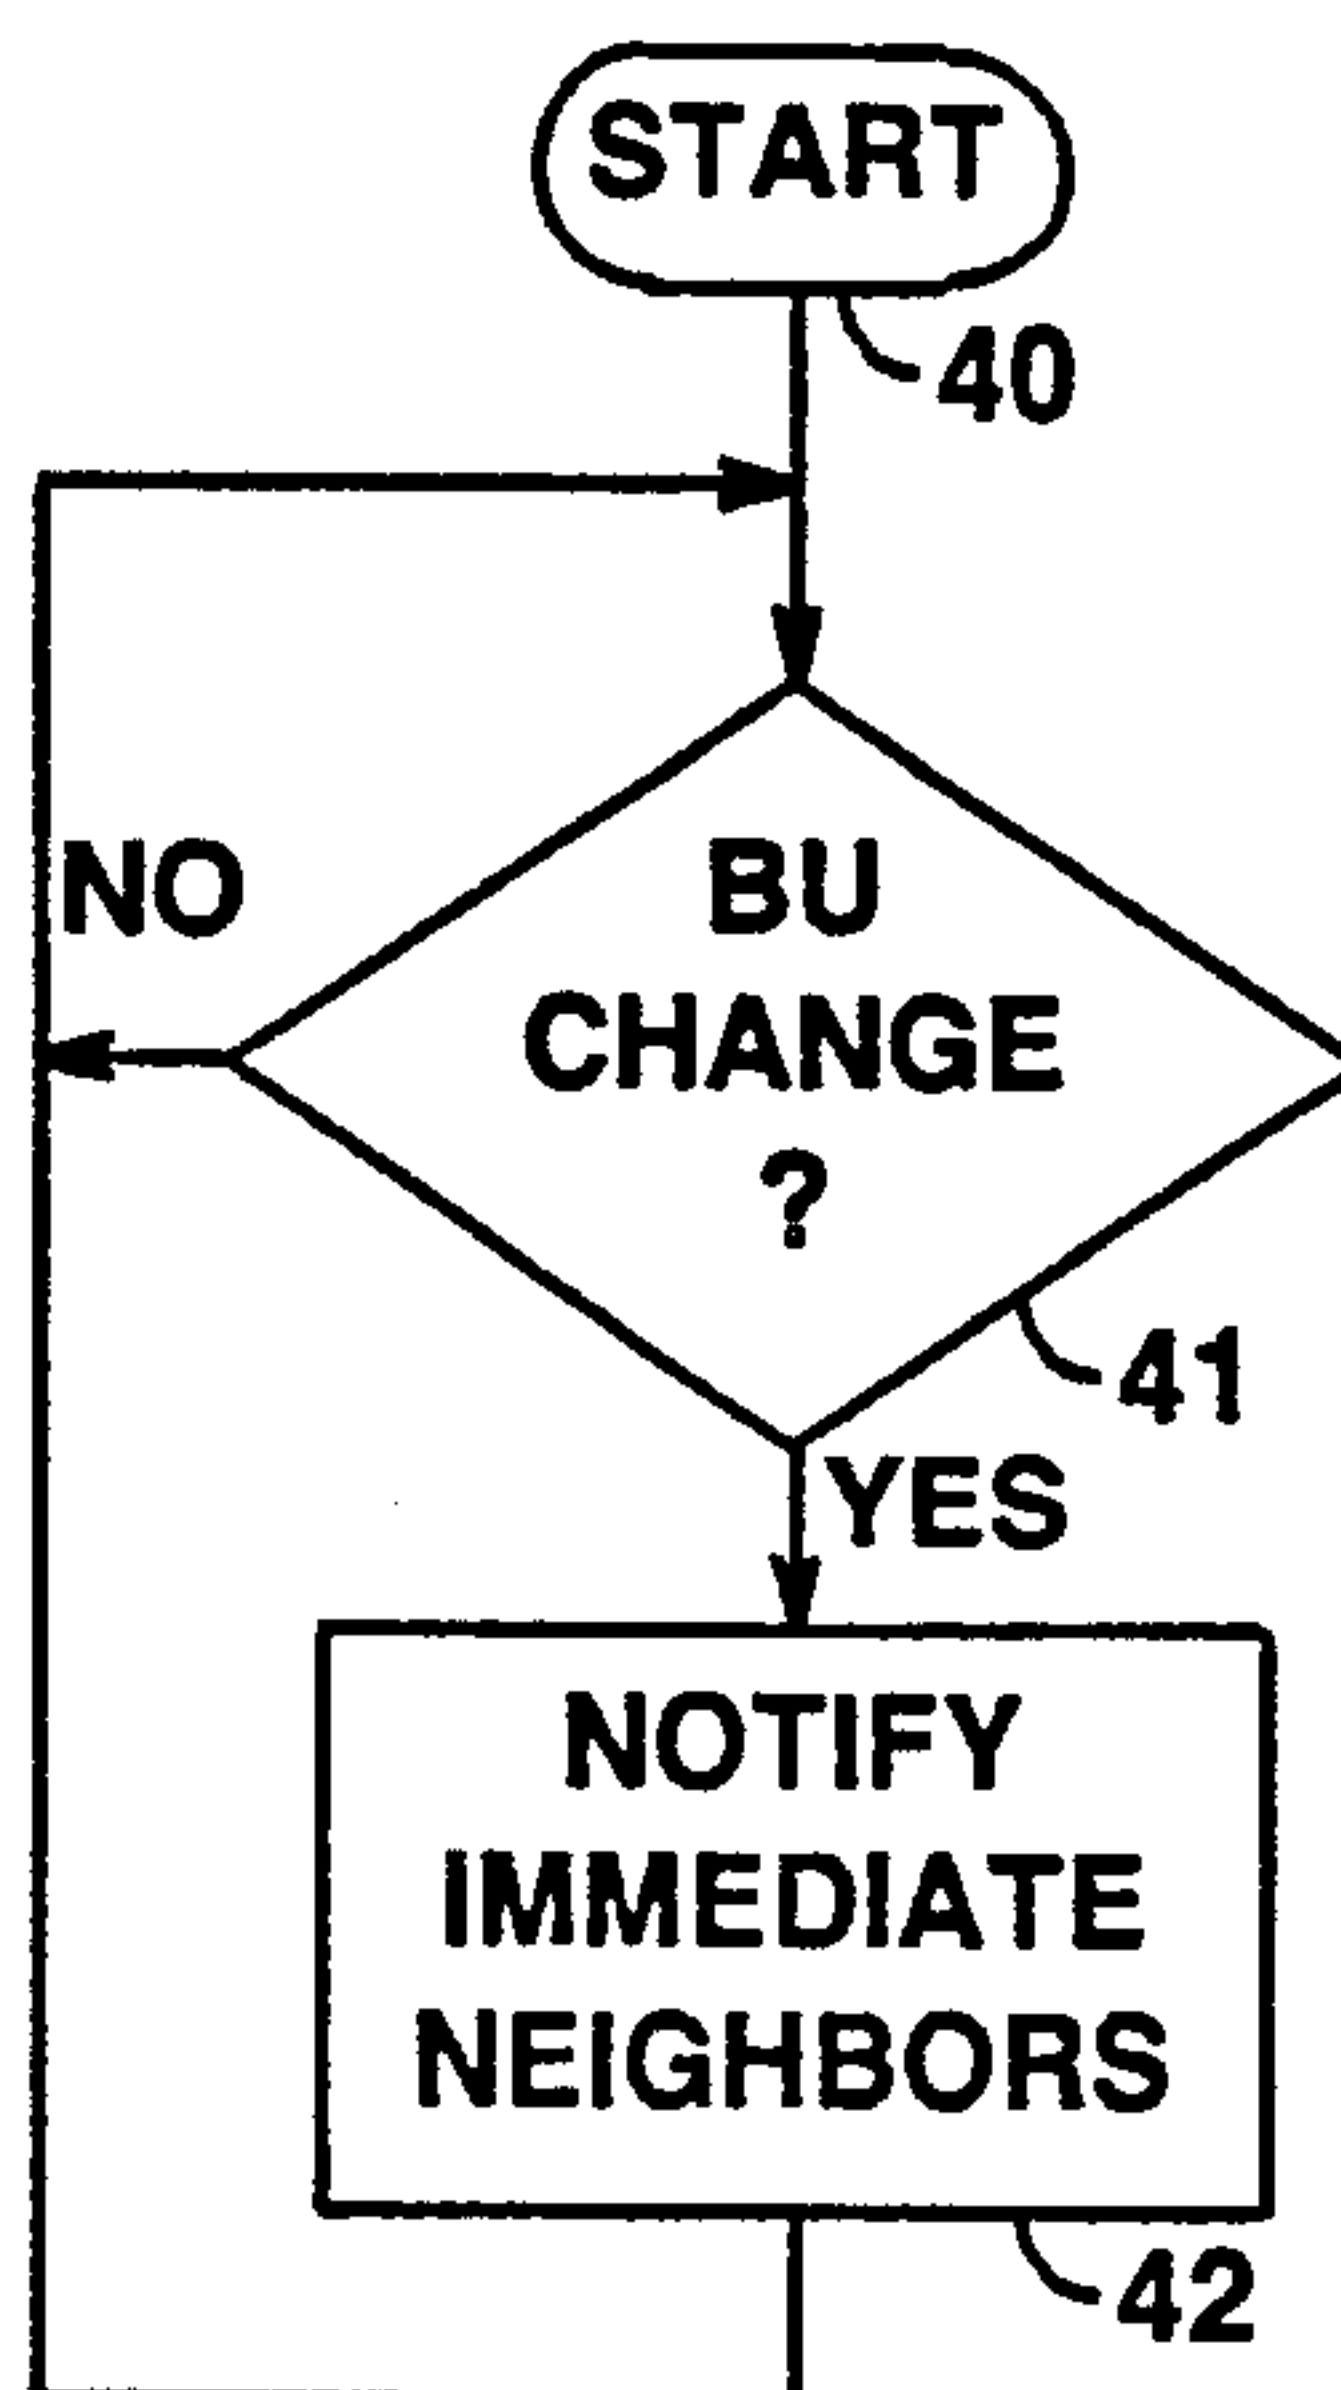 START
40
NO
BU
CHANGE
?
41
YES
NOTIFY
IMMEDIATE
NEIGHBORS
42